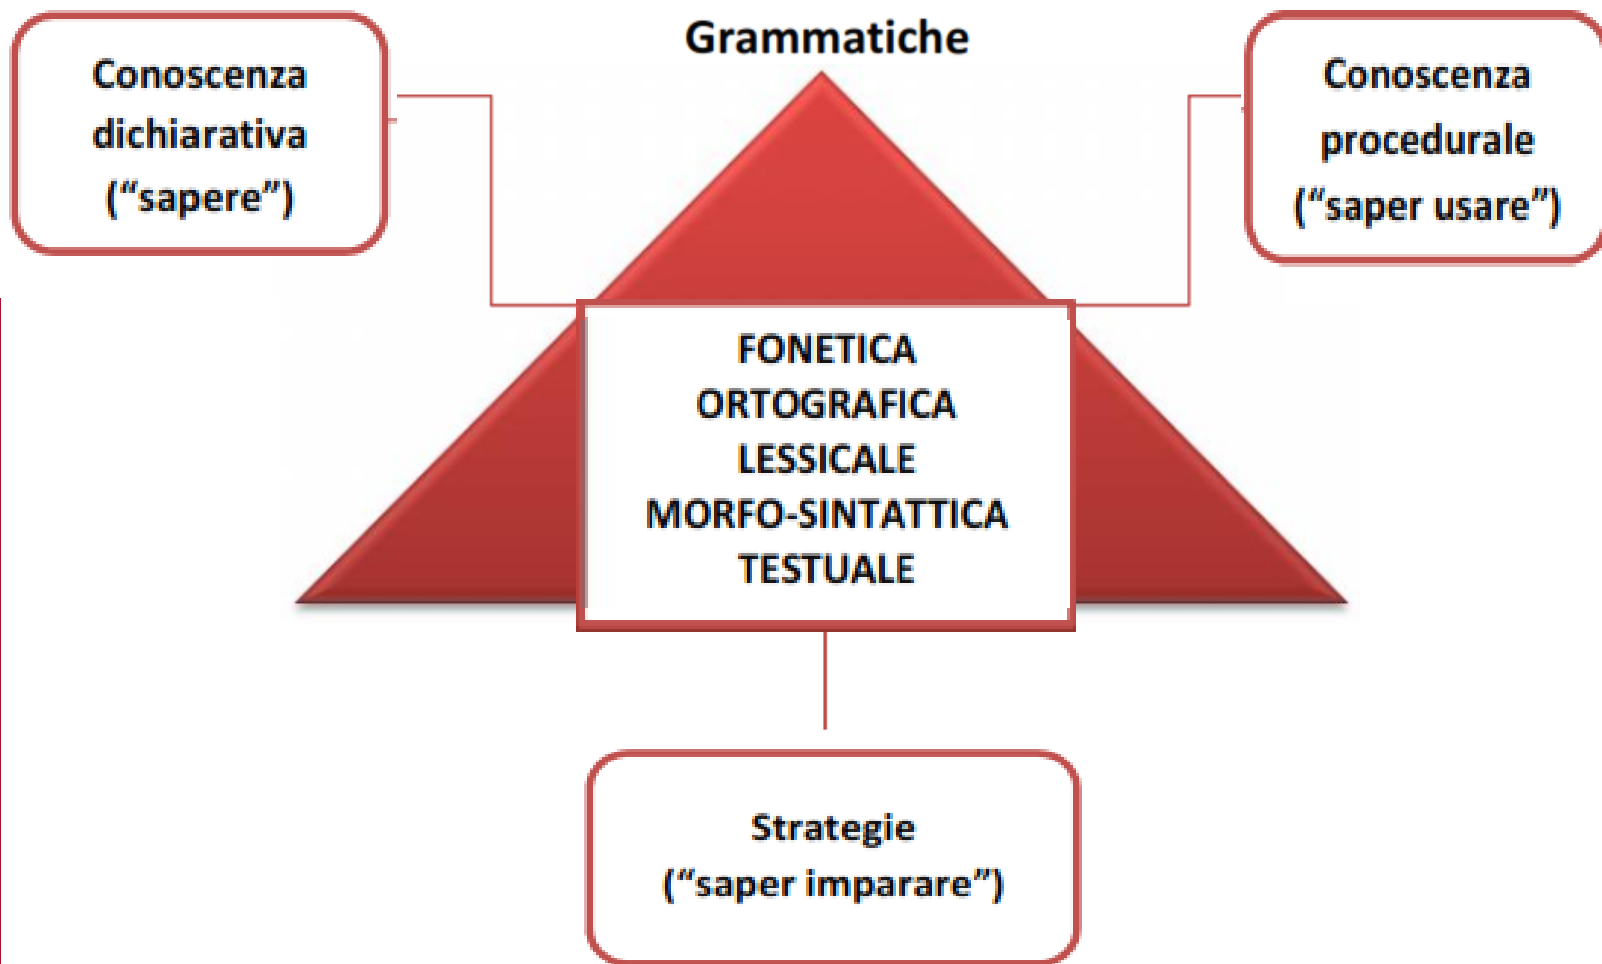 Grammatiche
Conoscenza
dichiarativa
(“sapere”)
Conoscenza
procedurale
(“saper usare”)
FONETICA
ORTOGRAFICA
LESSICALE
MORFO-SINTATTICA
TESTUALE
Strategie
(“saper imparare”)